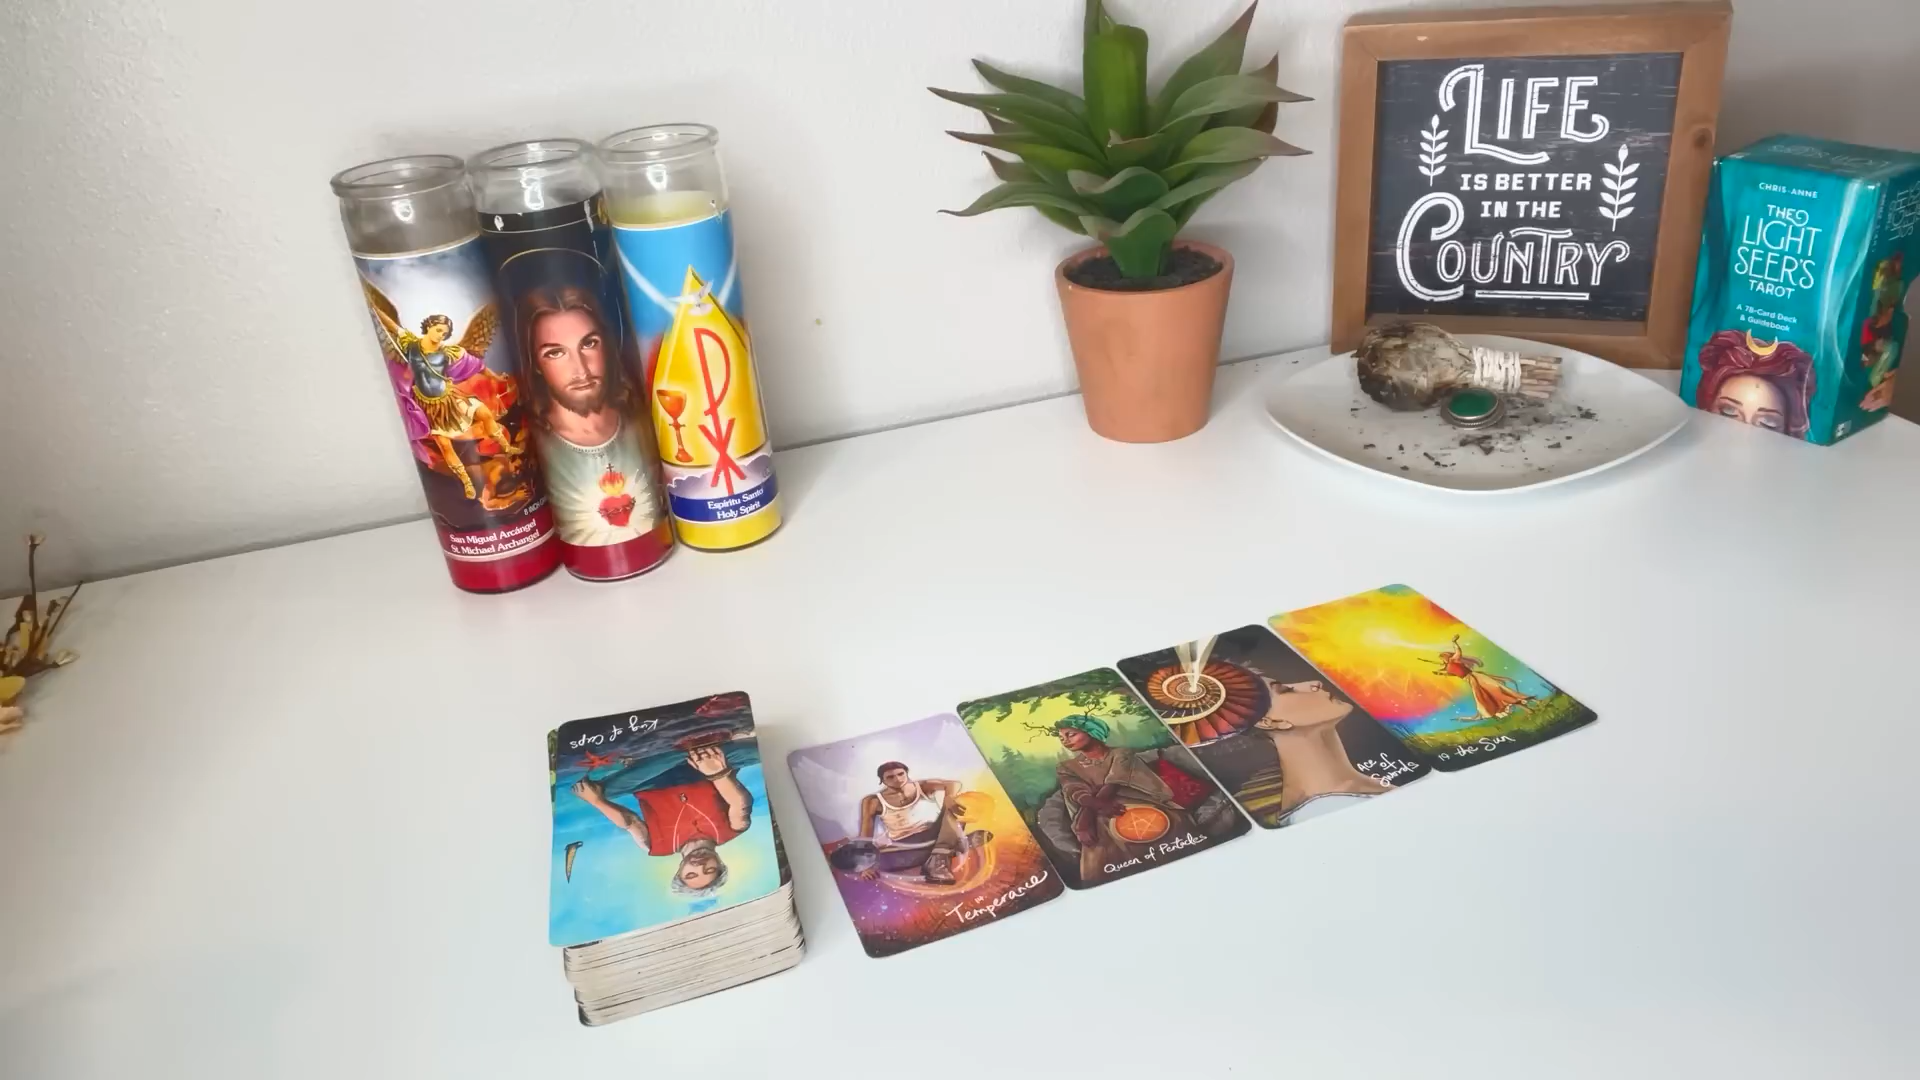 San Miguel Arcángel
St. Michael Archangel
Espíritu Santo
Holy Spirit
LIFE
IS BETTER
IN THE
COUNTRY
CHRIS-ANNE
THE
LIGHT
SEER'S
TAROT
A 78-Card Deck
& Guidebook
King of Cups
14
Temperance
Queen of Pentacles
Ace of
Swords
19 the Sun